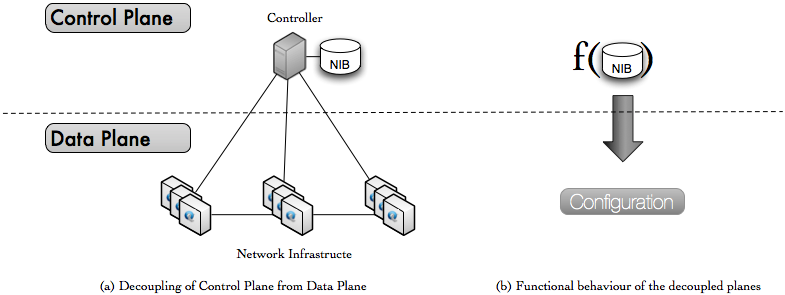 Control Plane
Controller
NIB
f(NIB)
Data Plane
Configuration
Network Infrastructe
(a) Decoupling of Control Plane from Data Plane
(b) Functional behaviour of the decoupled planes